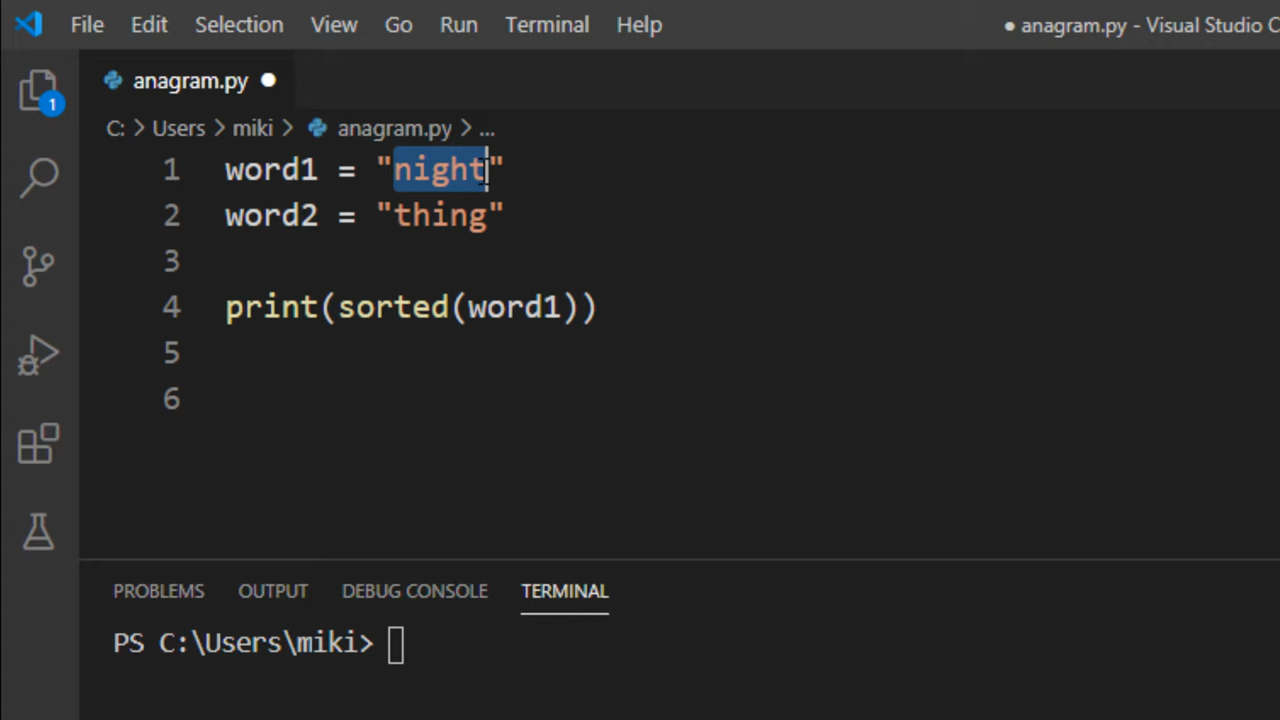 File Edit Selection View Go Run Terminal Help ● anagram.py - Visual Studio C
anagram.py ●
1
C: > Users > miki > anagram.py > ...
1 word1 = "night"
2 word2 = "thing"
3
4 print(sorted(word1))
5
6
PROBLEMS OUTPUT DEBUG CONSOLE TERMINAL
PS C:\Users\miki>